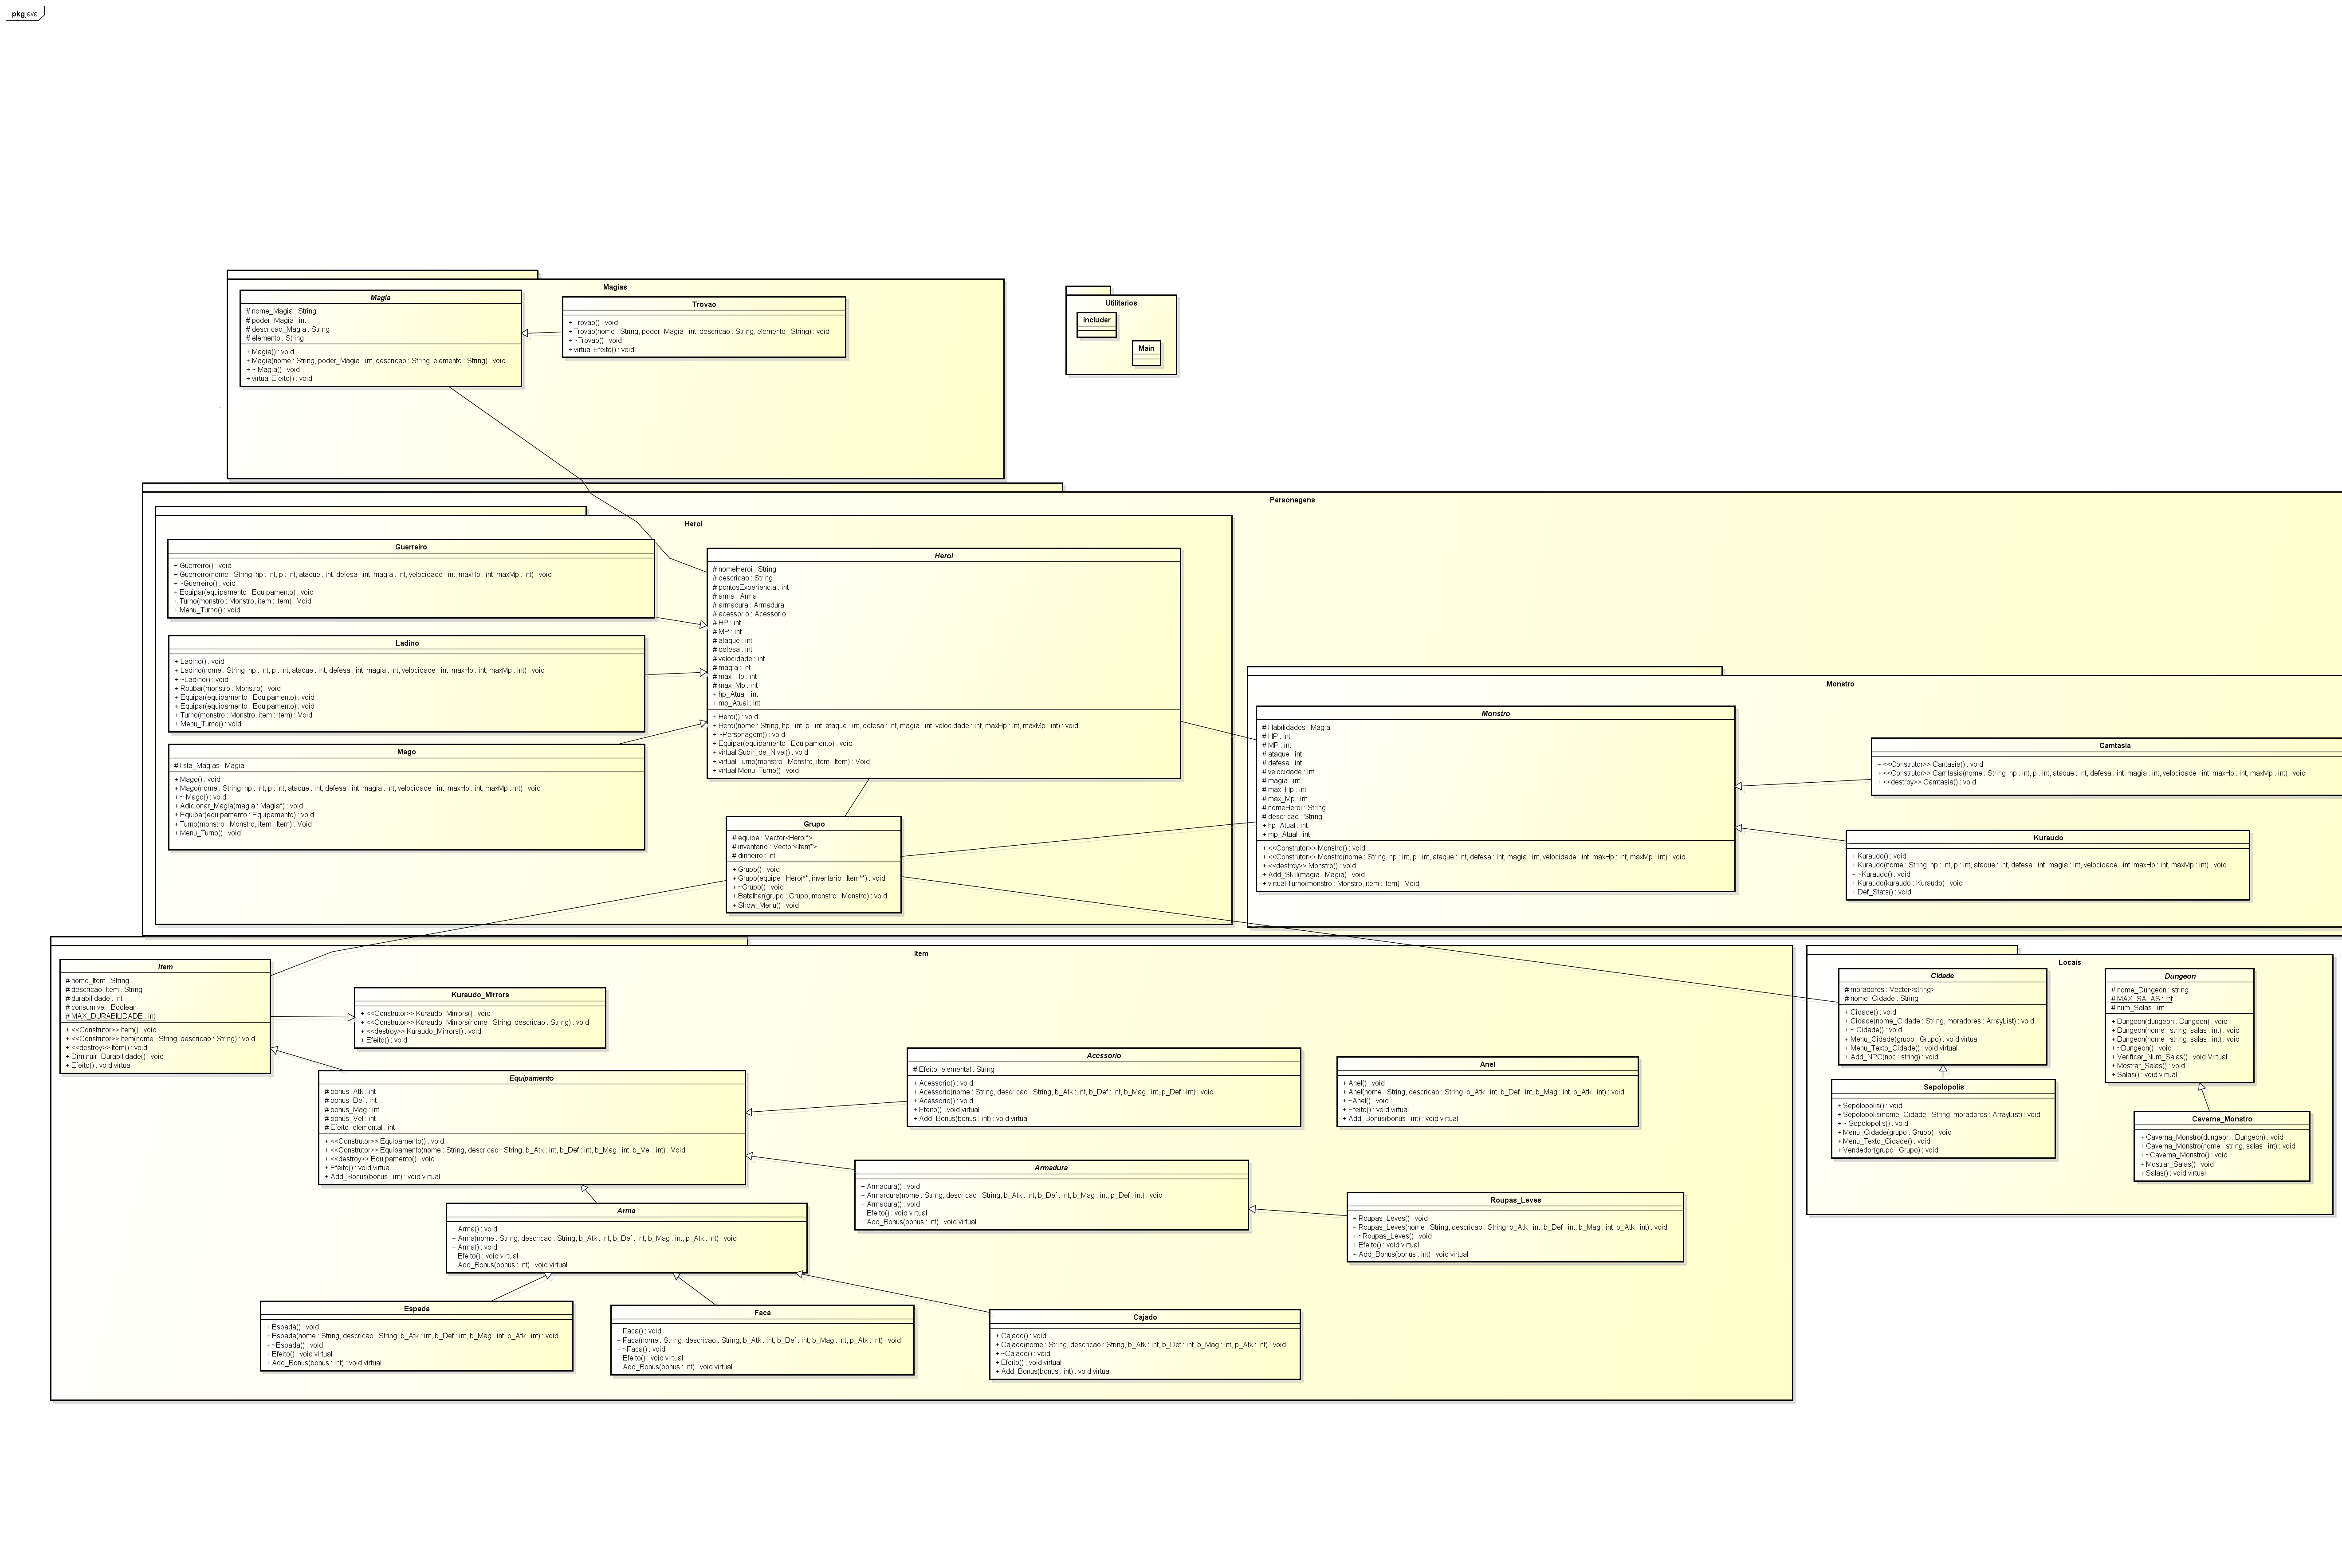 pkg java
Magias
Magia
# nome_Magia : String
# poder_Magia : int
# descricao_Magia : String
# elemento : String
+ Magia() : void
+ Magia(nome : String, poder_Magia : int, descricao : String, elemento : String) : void
+ ~ Magia() : void
+ virtual Efeito() : void
Trovao
+ Trovao() : void
+ Trovao(nome : String, poder_Magia : int, descricao : String, elemento : String) : void
+ ~Trovao() : void
+ virtual Efeito() : void
Utilitarios
includer
Main
Personagens
Heroi
Guerreiro
+ Guerreiro() : void
+ Guerreiro(nome : String, hp : int, p : int, ataque : int, defesa : int, magia : int, velocidade : int, maxHp : int, maxMp : int) : void
+ ~Guerreiro() : void
+ Equipar(equipamento : Equipamento) : void
+ Turno(monstro : Monstro, item : Item) : Void
+ Menu_Turno() : void
Ladino
+ Ladino() : void
+ Ladino(nome : String, hp : int, p : int, ataque : int, defesa : int, magia : int, velocidade : int, maxHp : int, maxMp : int) : void
+ ~Ladino() : void
+ Roubar(monstro : Monstro) : void
+ Equipar(equipamento : Equipamento) : void
+ Equipar(equipamento : Equipamento) : void
+ Turno(monstro : Monstro, item : Item) : Void
+ Menu_Turno() : void
Mago
# lista_Magias : Magia
+ Mago() : void
+ Mago(nome : String, hp : int, p : int, ataque : int, defesa : int, magia : int, velocidade : int, maxHp : int, maxMp : int) : void
+ ~ Mago() : void
+ Adicionar_Magia(magia : Magia*) : void
+ Equipar(equipamento : Equipamento) : void
+ Turno(monstro : Monstro, item : Item) : Void
+ Menu_Turno() : void
Heroi
# nomeHeroi : String
# descricao : String
# pontosExperiencia : int
# arma : Arma
# armadura : Armadura
# acessorio : Acessorio
# HP : int
# MP : int
# ataque : int
# defesa : int
# velocidade : int
# magia : int
# max_Hp : int
# max_Mp : int
+ hp_Atual : int
+ mp_Atual : int
+ Heroi() : void
+ Heroi(nome : String, hp : int, p : int, ataque : int, defesa : int, magia : int, velocidade : int, maxHp : int, maxMp : int) : void
+ ~Personagem() : void
+ Equipar(equipamento : Equipamento) : void
+ virtual Subir_de_Nivel() : void
+ virtual Turno(monstro : Monstro, item : Item) : Void
+ virtual Menu_Turno() : void
Grupo
# equipe : Vector<Heroi*>
# inventario : Vector<Item*>
# dinheiro : int
+ Grupo() : void
+ Grupo(equipe : Heroi**, inventario : Item**) : void
+ ~Grupo() : void
+ Batalhar(grupo : Grupo, monstro : Monstro) : void
+ Show_Menu() : void
Monstro
Monstro
# Habilidades : Magia
# HP : int
# MP : int
# ataque : int
# defesa : int
# velocidade : int
# magia : int
# max_Hp : int
# max_Mp : int
# nomeHeroi : String
# descricao : String
+ hp_Atual : int
+ mp_Atual : int
+ <<Construtor>> Monstro() : void
+ <<Construtor>> Monstro(nome : String, hp : int, p : int, ataque : int, defesa : int, magia : int, velocidade : int, maxHp : int, maxMp : int) : void
+ <<destroy>> Monstro() : void
+ Add_Skill(magia : Magia) : void
+ virtual Turno(monstro : Monstro, item : Item) : Void
Camtasia
+ <<Construtor>> Camtasia() : void
+ <<Construtor>> Camtasia(nome : String, hp : int, p : int, ataque : int, defesa : int, magia : int, velocidade : int, maxHp : int, maxMp : int) : void
+ <<destroy>> Camtasia() : void
Kuraudo
+ Kuraudo() : void
+ Kuraudo(nome : String, hp : int, p : int, ataque : int, defesa : int, magia : int, velocidade : int, maxHp : int, maxMp : int) : void
+ ~Kuraudo() : void
+ Kuraudo(kuraudo : Kuraudo) : void
+ Def_Stats() : void
Item
Item
# nome_Item : String
# descricao_Item : String
# durabilidade : int
# consumivel : Boolean
# MAX_DURABILIDADE : int
+ <<Construtor>> Item() : void
+ <<Construtor>> Item(nome : String, descricao : String) : void
+ <<destroy>> Item() : void
+ Diminuir_Durabilidade() : void
+ Efeito() : void virtual
Kuraudo_Mirrors
+ <<Construtor>> Kuraudo_Mirrors() : void
+ <<Construtor>> Kuraudo_Mirrors(nome : String, descricao : String) : void
+ <<destroy>> Kuraudo_Mirrors() : void
+ Efeito() : void
Equipamento
# bonus_Atk : int
# bonus_Def : int
# bonus_Mag : int
# bonus_Vel : int
# Efeito_elemental : int
+ <<Construtor>> Equipamento() : void
+ <<Construtor>> Equipamento(nome : String, descricao : String, b_Atk : int, b_Def : int, b_Mag : int, b_Vel : int) : Void
+ <<destroy>> Equipamento() : void
+ Efeito() : void virtual
+ Add_Bonus(bonus : int) : void virtual
Acessorio
# Efeito_elemental : String
+ Acessorio() : void
+ Acessorio(nome : String, descricao : String, b_Atk : int, b_Def : int, b_Mag : int, p_Def : int) : void
+ Acessorio() : void
+ Efeito() : void virtual
+ Add_Bonus(bonus : int) : void virtual
Anel
+ Anel() : void
+ Anel(nome : String, descricao : String, b_Atk : int, b_Def : int, b_Mag : int, p_Atk : int) : void
+ ~Anel() : void
+ Efeito() : void virtual
+ Add_Bonus(bonus : int) : void virtual
Armadura
+ Armadura() : void
+ Armardura(nome : String, descricao : String, b_Atk : int, b_Def : int, b_Mag : int, p_Def : int) : void
+ Armadura() : void
+ Efeito() : void virtual
+ Add_Bonus(bonus : int) : void virtual
Roupas_Leves
+ Roupas_Leves() : void
+ Roupas_Leves(nome : String, descricao : String, b_Atk : int, b_Def : int, b_Mag : int, p_Atk : int) : void
+ ~Roupas_Leves() : void
+ Efeito() : void virtual
+ Add_Bonus(bonus : int) : void virtual
Arma
+ Arma() : void
+ Arma(nome : String, descricao : String, b_Atk : int, b_Def : int, b_Mag : int, p_Atk : int) : void
+ Arma() : void
+ Efeito() : void virtual
+ Add_Bonus(bonus : int) : void virtual
Espada
+ Espada() : void
+ Espada(nome : String, descricao : String, b_Atk : int, b_Def : int, b_Mag : int, p_Atk : int) : void
+ ~Espada() : void
+ Efeito() : void virtual
+ Add_Bonus(bonus : int) : void virtual
Faca
+ Faca() : void
+ Faca(nome : String, descricao : String, b_Atk : int, b_Def : int, b_Mag : int, p_Atk : int) : void
+ ~Faca() : void
+ Efeito() : void virtual
+ Add_Bonus(bonus : int) : void virtual
Cajado
+ Cajado() : void
+ Cajado(nome : String, descricao : String, b_Atk : int, b_Def : int, b_Mag : int, p_Atk : int) : void
+ ~Cajado() : void
+ Efeito() : void virtual
+ Add_Bonus(bonus : int) : void virtual
Locais
Cidade
# moradores : Vector<string>
# nome_Cidade : String
+ Cidade() : void
+ Cidade(nome_Cidade : String, moradores : ArrayList) : void
+ ~ Cidade() : void
+ Menu_Cidade(grupo : Grupo) : void virtual
+ Menu_Texto_Cidade() : void virtual
+ Add_NPC(npc : string) : void
Sepolopolis
+ Sepolopolis() : void
+ Sepolopolis(nome_Cidade : String, moradores : ArrayList) : void
+ ~ Sepolopolis() : void
+ Menu_Cidade(grupo : Grupo) : void
+ Menu_Texto_Cidade() : void
+ Vendedor(grupo : Grupo) : void
Dungeon
# nome_Dungeon : string
# MAX_SALAS : int
# num_Salas : int
+ Dungeon(dungeon : Dungeon) : void
+ Dungeon(nome : string, salas : int) : void
+ Dungeon(nome : string, salas : int) : void
+ ~Dungeon() : void
+ Verificar_Num_Salas() : void Virtual
+ Mostrar_Salas() : void
+ Salas() : void virtual
Caverna_Monstro
+ Caverna_Monstro(dungeon : Dungeon) : void
+ Caverna_Monstro(nome : string, salas : int) : void
+ ~Caverna_Monstro() : void
+ Mostrar_Salas() : void
+ Salas() : void virtual